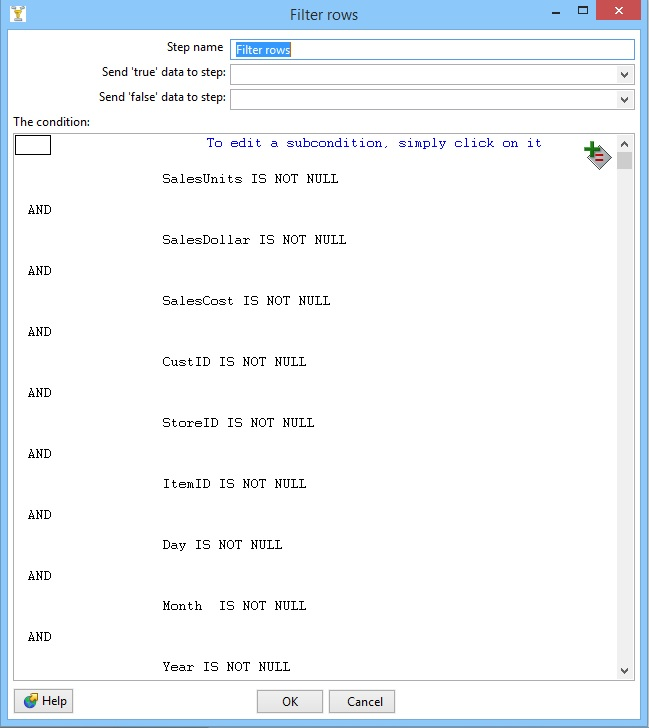 Filter rows
Step name Filter rows
Send 'true' data to step:
Send 'false' data to step:
The condition:
To edit a subcondition, simply click on it
SalesUnits IS NOT NULL
AND
SalesDollar IS NOT NULL
AND
SalesCost IS NOT NULL
AND
CustID IS NOT NULL
AND
StoreID IS NOT NULL
AND
ItemID IS NOT NULL
AND
Day IS NOT NULL
AND
Month  IS NOT NULL
AND
Year IS NOT NULL
Help OK Cancel